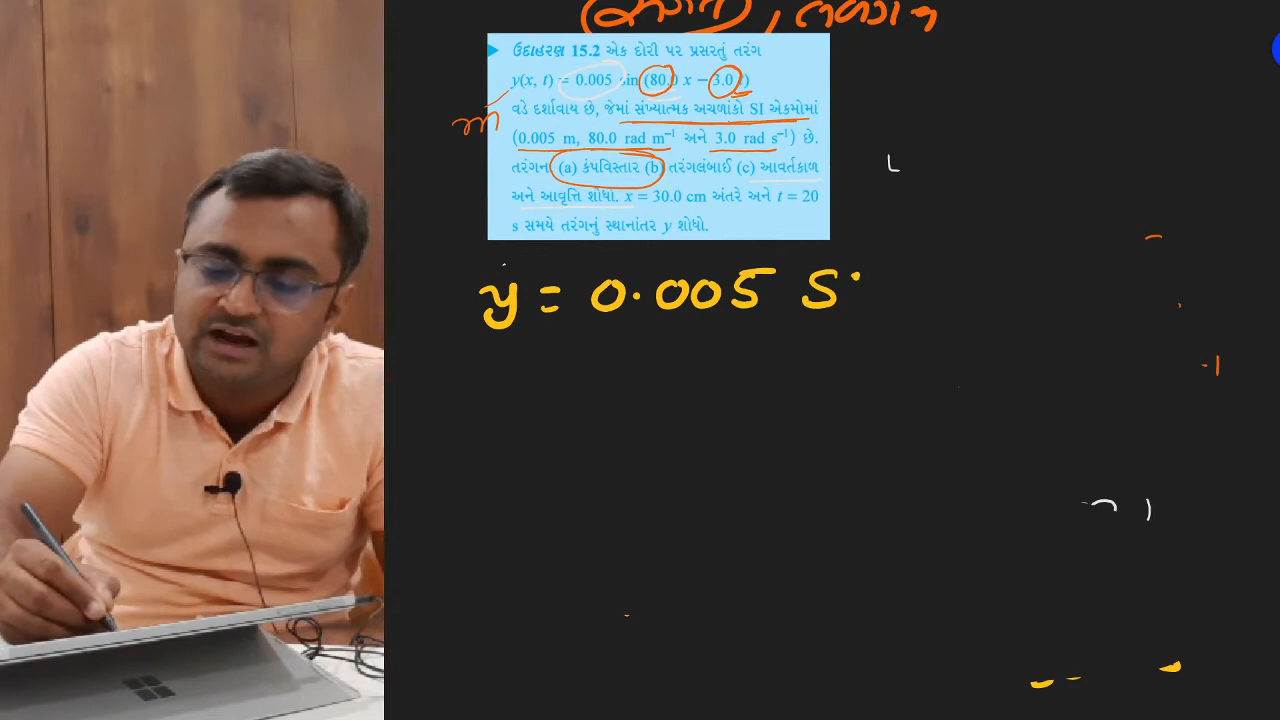 ઉદાહરણ 15.2 એક દોરી પર પ્રસરતું તરંગ
y(x, t) = 0.005 sin (80.0 x − 3.0 t)
વડે દર્શાવાય છે, જેમાં સંખ્યાત્મક અચળાંકો SI એકમોમાં
(0.005 m, 80.0 rad m⁻¹ અને 3.0 rad s⁻¹) છે.
તરંગના (a) કંપવિસ્તાર (b) તરંગલંબાઈ (c) આવર્તકાળ
અને આવૃત્તિ શોધો. x = 30.0 cm અંતરે અને t = 20
s સમયે તરંગનું સ્થાનાંતર y શોધો.
y = 0.005 S